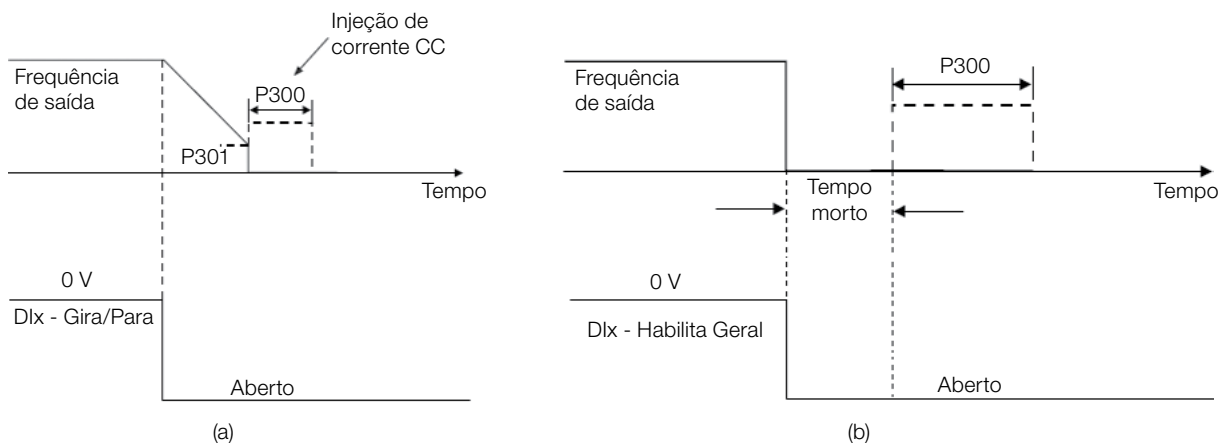 Injeção de
corrente CC
Frequência
de saída
P300
P301
Tempo
0 V
DIx - Gira/Para
Aberto
(a)
Frequência
de saída
P300
Tempo
morto
Tempo
0 V
DIx - Habilita Geral
Aberto
(b)